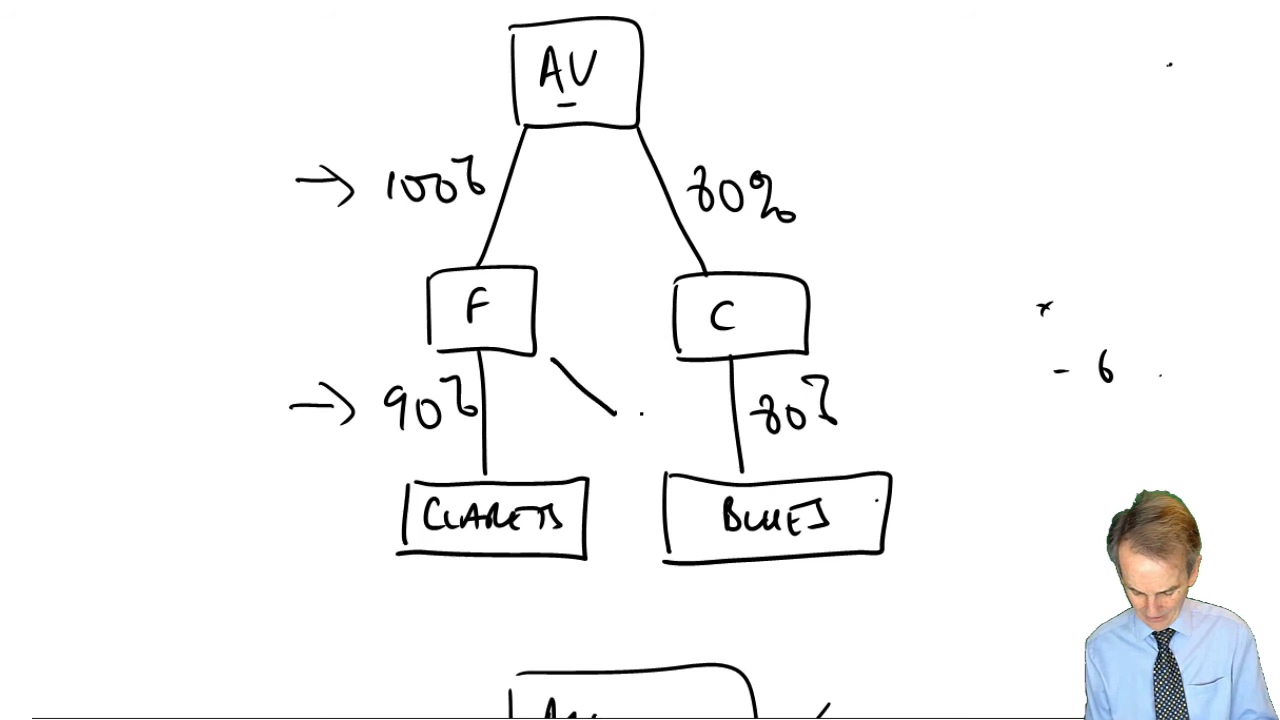 AV
→ 100%
80%
F
C
- 6
→ 90%
80%
CLARETS
BLUES